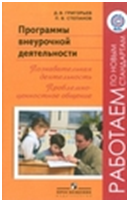 Д. В. ГРИГОРЬЕВ
П. В. СТЕПАНОВ
Программы
внеурочной
деятельности
Познавательная
деятельность
Проблемно-
ценностное общение
РАБОТАЕМ
ПО НОВЫМ
СТАНДАРТАМ